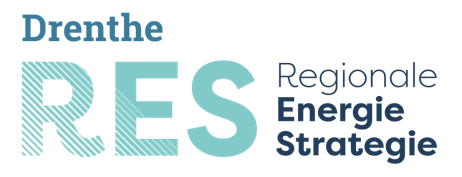 Drenthe
RES
Regionale
Energie
Strategie